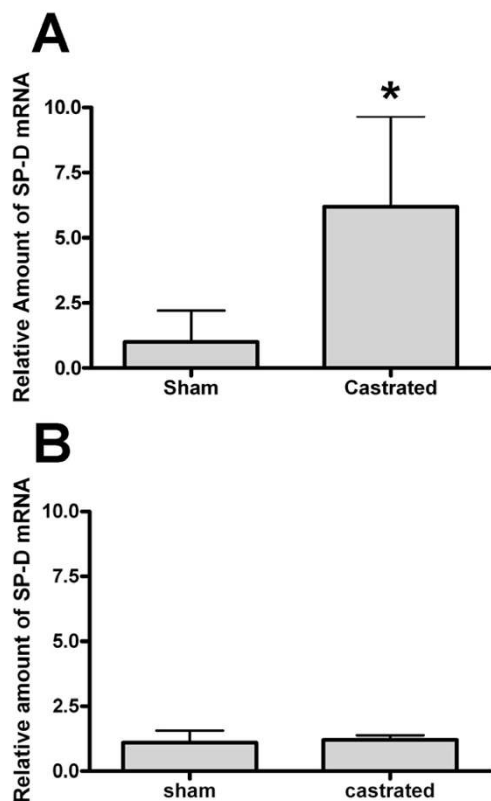 A
Relative Amount of SP-D mRNA
10.0
*
7.5
5.0
2.5
0.0
Sham Castrated
B
Relative amount of SP-D mRNA
10.0
7.5
5.0
2.5
0.0
sham castrated